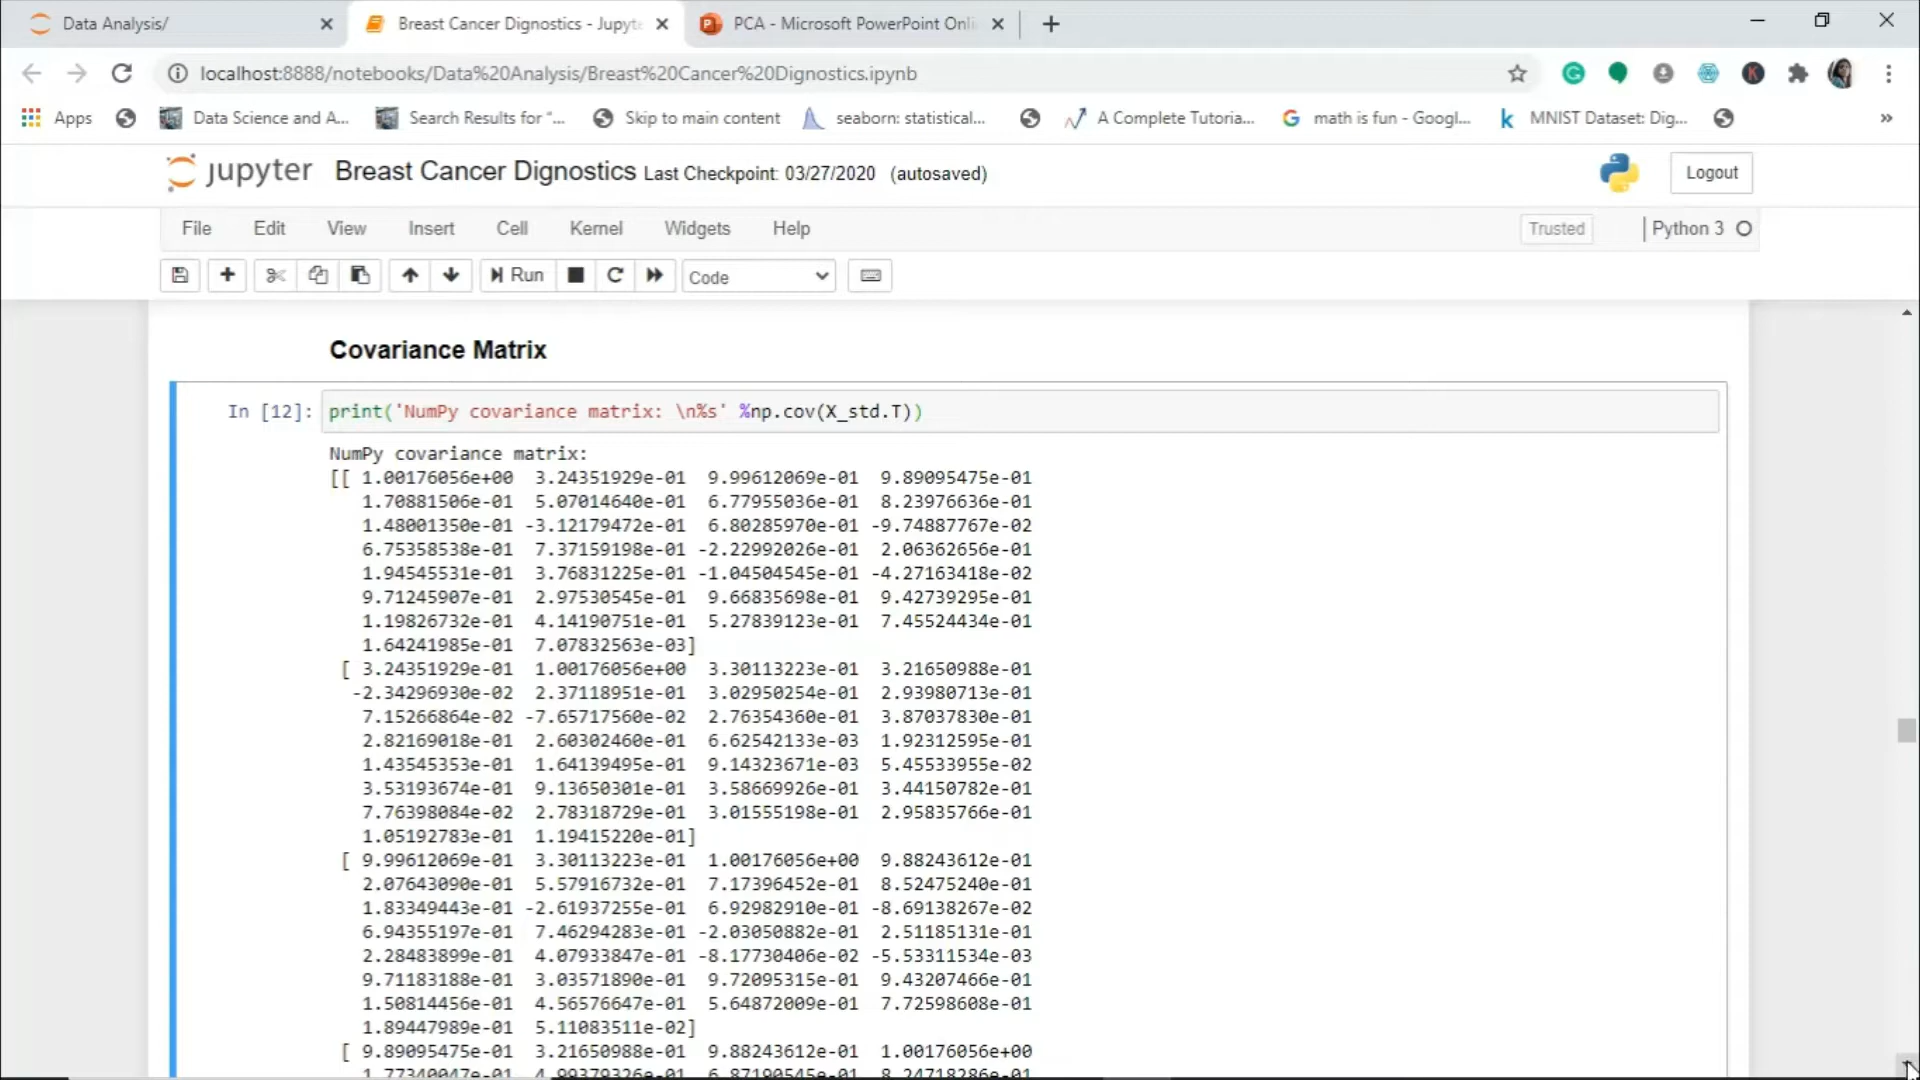 Data Analysis/
Breast Cancer Dignostics - Jupyte
PCA - Microsoft PowerPoint Onli
localhost:8888/notebooks/Data%20Analysis/Breast%20Cancer%20Dignostics.ipynb
Apps
Data Science and A...
Search Results for “...
Skip to main content
seaborn: statistical...
A Complete Tutoria...
math is fun - Googl...
MNIST Dataset: Dig...
»
jupyter
Breast Cancer Dignostics Last Checkpoint: 03/27/2020 (autosaved)
Logout
File Edit View Insert Cell Kernel Widgets Help
Trusted
Python 3
Run
Code
Covariance Matrix
In [12]: print('NumPy covariance matrix: \n%s' %np.cov(X_std.T))
NumPy covariance matrix:
[[ 1.00176056e+00 3.24351929e-01 9.99612069e-01 9.89095475e-01
1.70881506e-01 5.07014640e-01 6.77955036e-01 8.23976636e-01
1.48001350e-01 -3.12179472e-01 6.80285970e-01 -9.74887767e-02
6.75358538e-01 7.37159198e-01 -2.22992026e-01 2.06362656e-01
1.94545531e-01 3.76831225e-01 -1.04504545e-01 -4.27163418e-02
9.71245907e-01 2.97530545e-01 9.66835698e-01 9.42739295e-01
1.19826732e-01 4.14190751e-01 5.27839123e-01 7.45524434e-01
1.64241985e-01 7.07832563e-03]
[ 3.24351929e-01 1.00176056e+00 3.30113223e-01 3.21650988e-01
-2.34296930e-02 2.37118951e-01 3.02950254e-01 2.93980713e-01
7.15266864e-02 -7.65717560e-02 2.76354360e-01 3.87037830e-01
2.82169018e-01 2.60302460e-01 6.62542133e-03 1.92312595e-01
1.43545353e-01 1.64139495e-01 9.14323671e-03 5.45533955e-02
3.53193674e-01 9.13650301e-01 3.58669926e-01 3.44150782e-01
7.76398084e-02 2.78318729e-01 3.01555198e-01 2.95835766e-01
1.05192783e-01 1.19415220e-01]
[ 9.99612069e-01 3.30113223e-01 1.00176056e+00 9.88243612e-01
2.07643090e-01 5.57916732e-01 7.17396452e-01 8.52475240e-01
1.83349443e-01 -2.61937255e-01 6.92982910e-01 -8.69138267e-02
6.94355197e-01 7.46294283e-01 -2.03050882e-01 2.51185131e-01
2.28483899e-01 4.07933847e-01 -8.17730406e-02 -5.53311534e-03
9.71183188e-01 3.03571890e-01 9.72095315e-01 9.43207466e-01
1.50814456e-01 4.56576647e-01 5.64872009e-01 7.72598608e-01
1.89447989e-01 5.11083511e-02]
[ 9.89095475e-01 3.21650988e-01 9.88243612e-01 1.00176056e+00
1.77340047e-01 4.99379326e-01 6.87190545e-01 8.24718286e-01